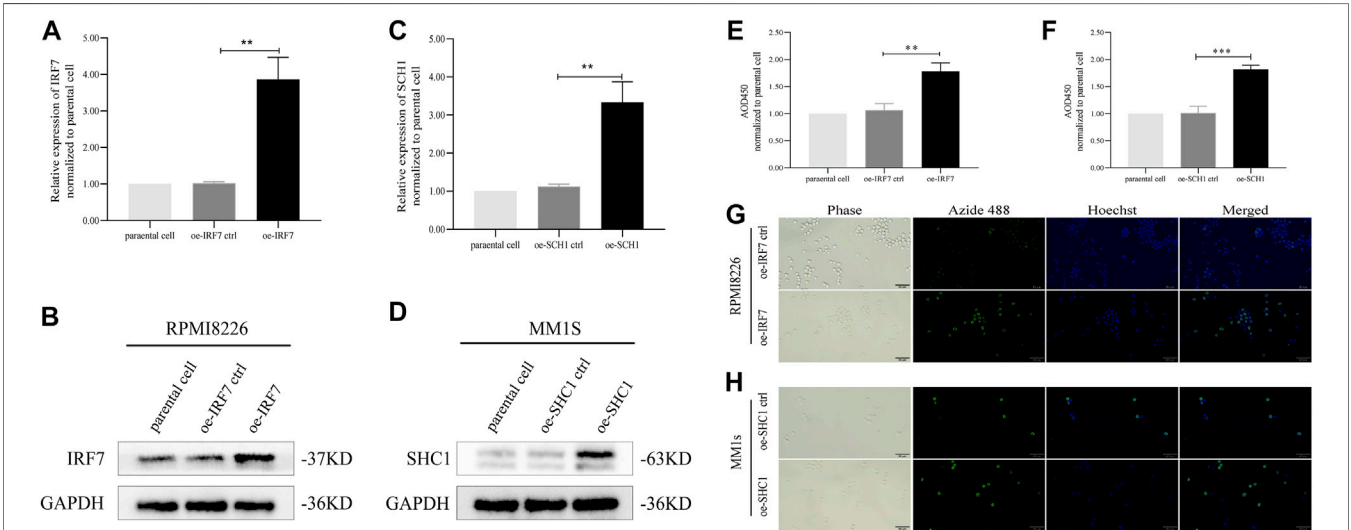 A
Relative expression of IRF7
normalized to parental cell
5.00
4.00
3.00
2.00
1.00
0.00
**
paraental cell
oe-IRF7 ctrl
oe-IRF7
C
Relative expression of SCH1
normalized to parental cell
5.00
4.00
3.00
2.00
1.00
0.00
**
paraental cell
oe-SCH1 ctrl
oe-SCH1
E
AOD450
normalized to parental cell
2.50
2.00
1.50
1.00
0.50
0.00
**
paraental cell
oe-IRF7 ctrl
oe-IRF7
F
AOD450
normalized to parental cell
2.50
2.00
1.50
1.00
0.50
0.00
***
paraental cell
oe-SCH1 ctrl
oe-SCH1
B
RPMI8226
parental cell
oe-IRF7 ctrl
oe-IRF7
IRF7
-37KD
GAPDH
-36KD
D
MM1S
parental cell
oe-SHC1 ctrl
oe-SHC1
SHC1
-63KD
GAPDH
-36KD
G
Phase
Azide 488
Hoechst
Merged
RPMI8226
oe-IRF7 ctrl
oe-IRF7
H
MM1s
oe-SHC1 ctrl
oe-SHC1